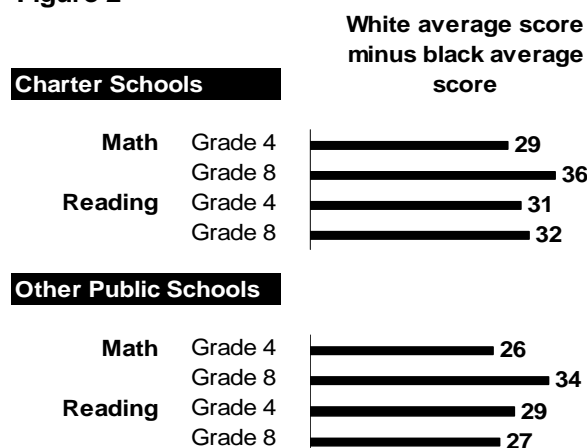 Figure 2
White average score
minus black average
score
Charter Schools
Math Grade 4 29
Grade 8 36
Reading Grade 4 31
Grade 8 32
Other Public Schools
Math Grade 4 26
Grade 8 34
Reading Grade 4 29
Grade 8 27